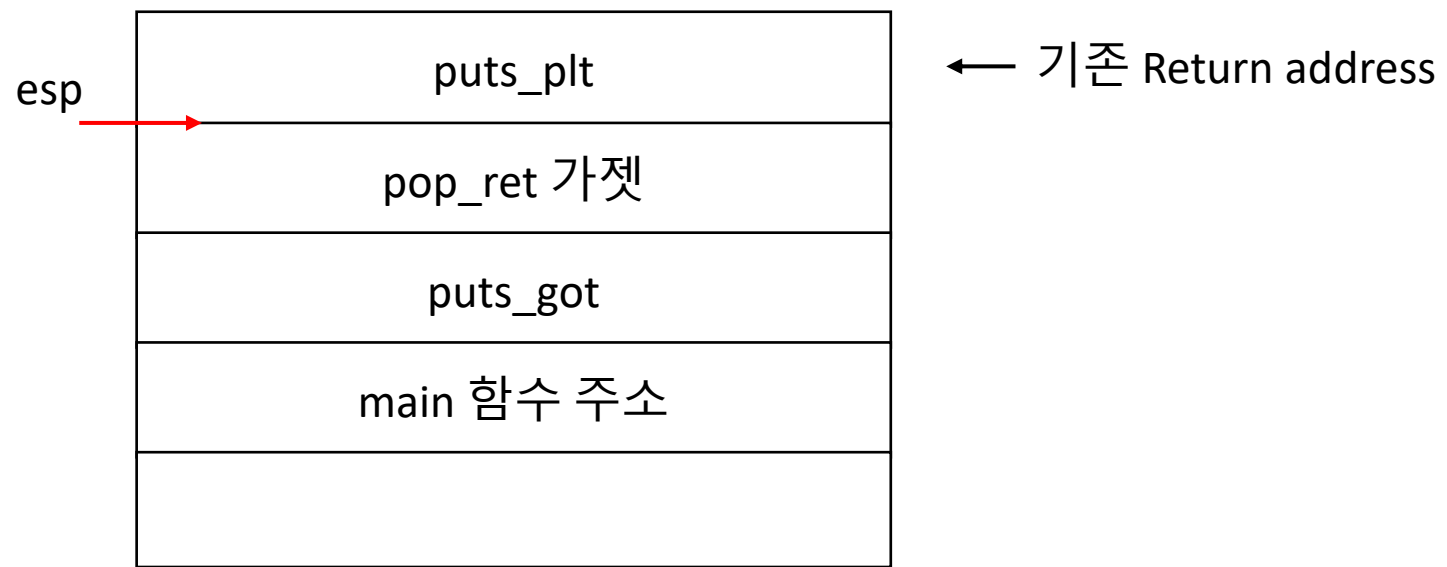 puts_plt
← 기존 Return address
esp
pop_ret 가젯
puts_got
main 함수 주소